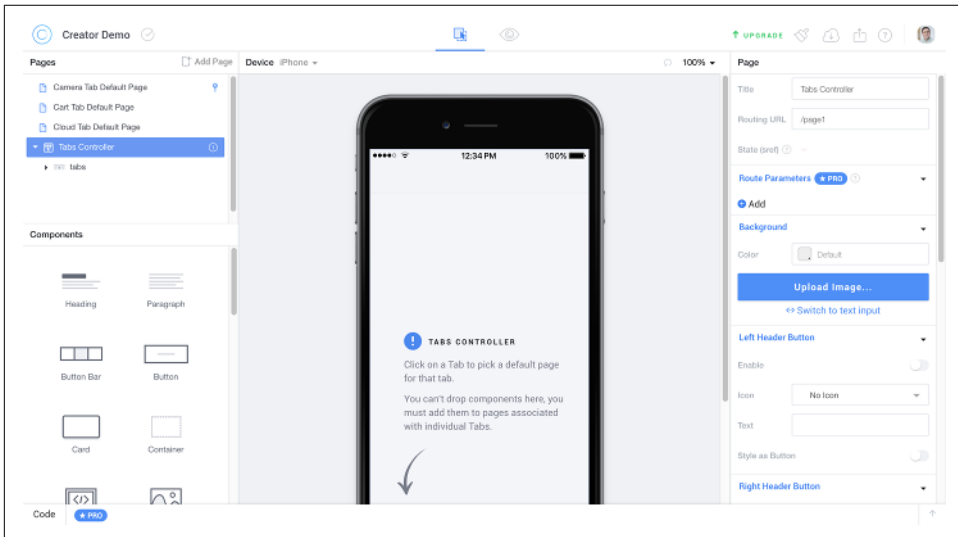 Creator Demo
UPGRADE
Pages
Add Page
Device iPhone
100%
Page
Camera Tab Default Page
Cart Tab Default Page
Cloud Tab Default Page
Tabs Controller
tabs
Components
Heading
Paragraph
Button Bar
Button
Card
Container
Code
PRO
12:34 PM
100%
TABS CONTROLLER
Click on a Tab to pick a default page
for that tab.
You can't drop components here, you
must add them to pages associated
with individual Tabs.
Title
Tabs Controller
Routing URL
/page1
State (sref)
Route Parameters PRO
Add
Background
Color
Default
Upload Image...
Switch to text input
Left Header Button
Enable
Icon
No Icon
Text
Style as Button
Right Header Button